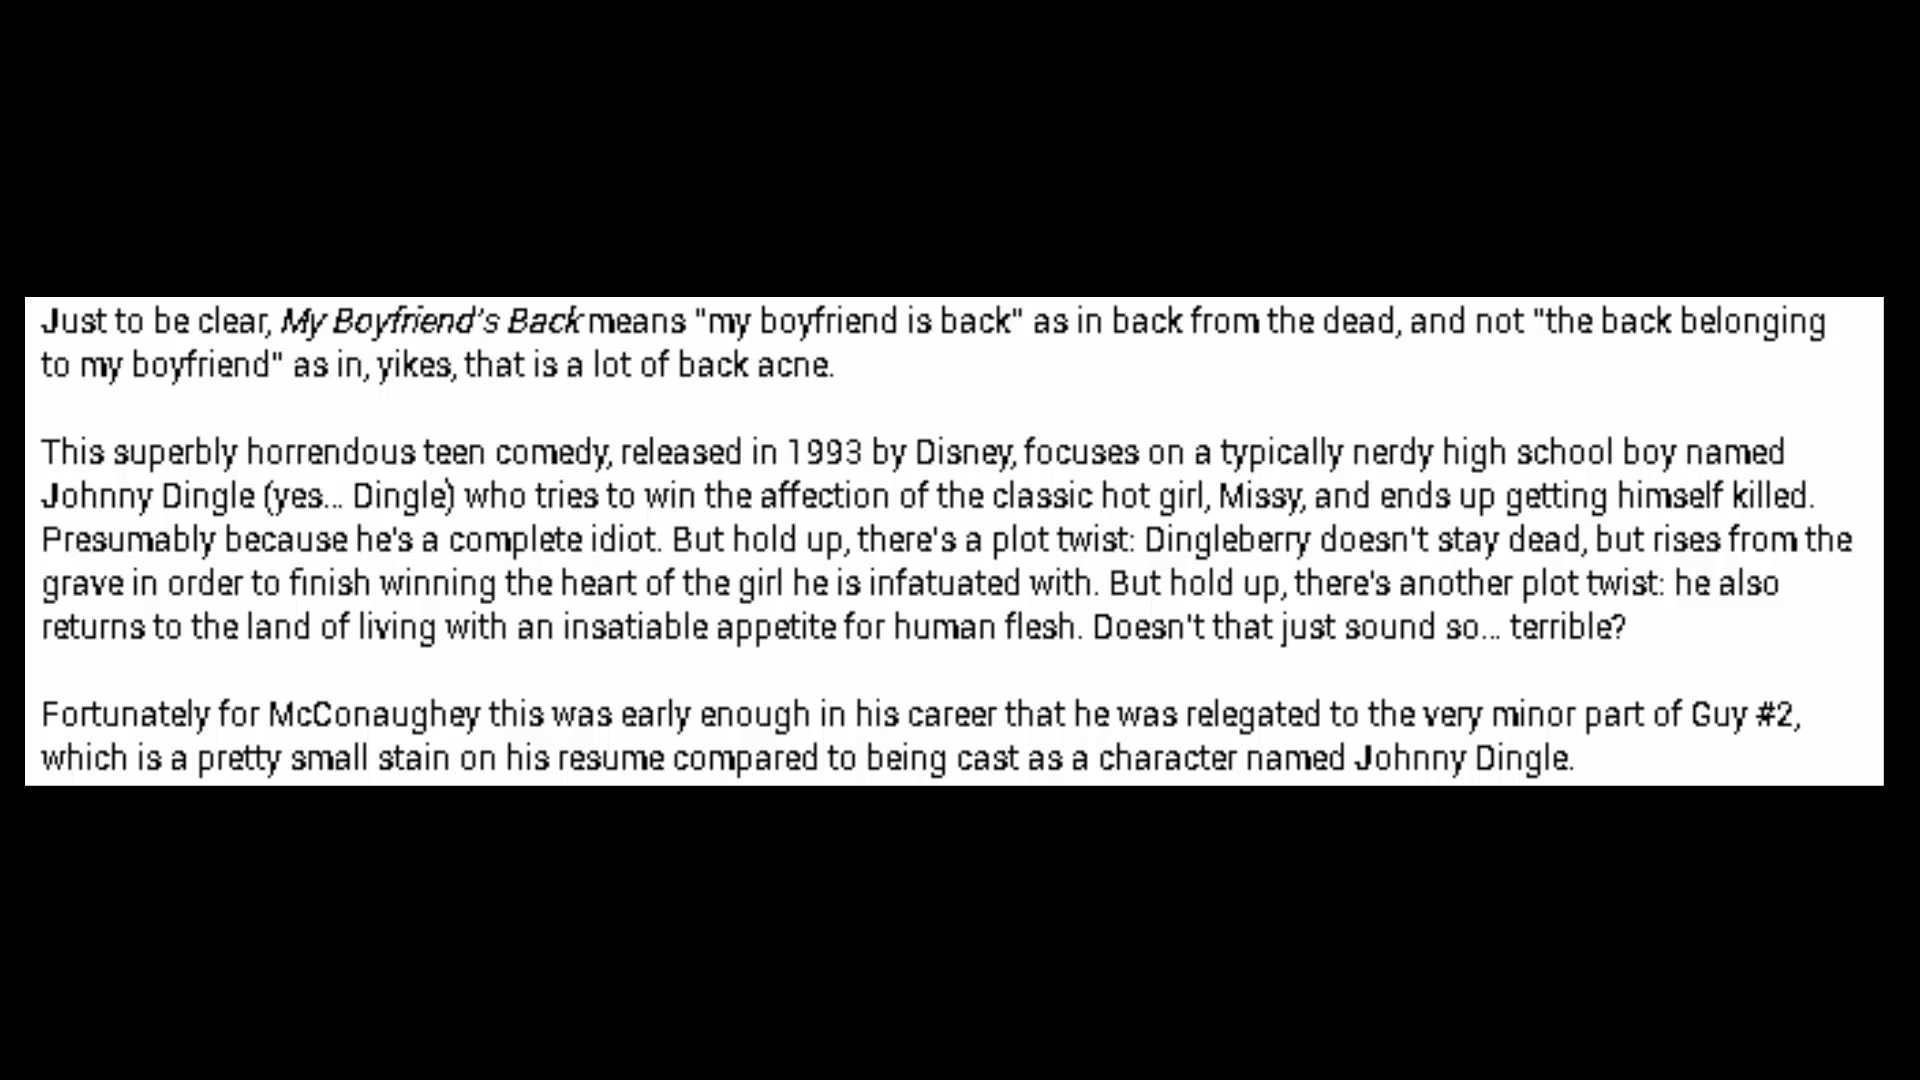 Just to be clear, My Boyfriend's Back means "my boyfriend is back" as in back from the dead, and not "the back belonging
to my boyfriend" as in, yikes, that is a lot of back acne.
This superbly horrendous teen comedy, released in 1993 by Disney, focuses on a typically nerdy high school boy named
Johnny Dingle (yes... Dingle) who tries to win the affection of the classic hot girl, Missy, and ends up getting himself killed.
Presumably because he's a complete idiot. But hold up, there's a plot twist: Dingleberry doesn't stay dead, but rises from the
grave in order to finish winning the heart of the girl he is infatuated with. But hold up, there's another plot twist: he also
returns to the land of living with an insatiable appetite for human flesh. Doesn't that just sound so... terrible?
Fortunately for McConaughey this was early enough in his career that he was relegated to the very minor part of Guy #2,
which is a pretty small stain on his resume compared to being cast as a character named Johnny Dingle.